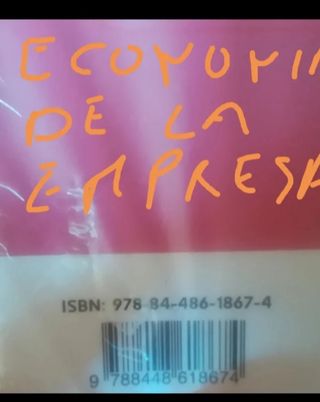 ECONOMIA
DE LA
EMPRESA
ISBN: 978-84-486-1867-4
9 788448 618674